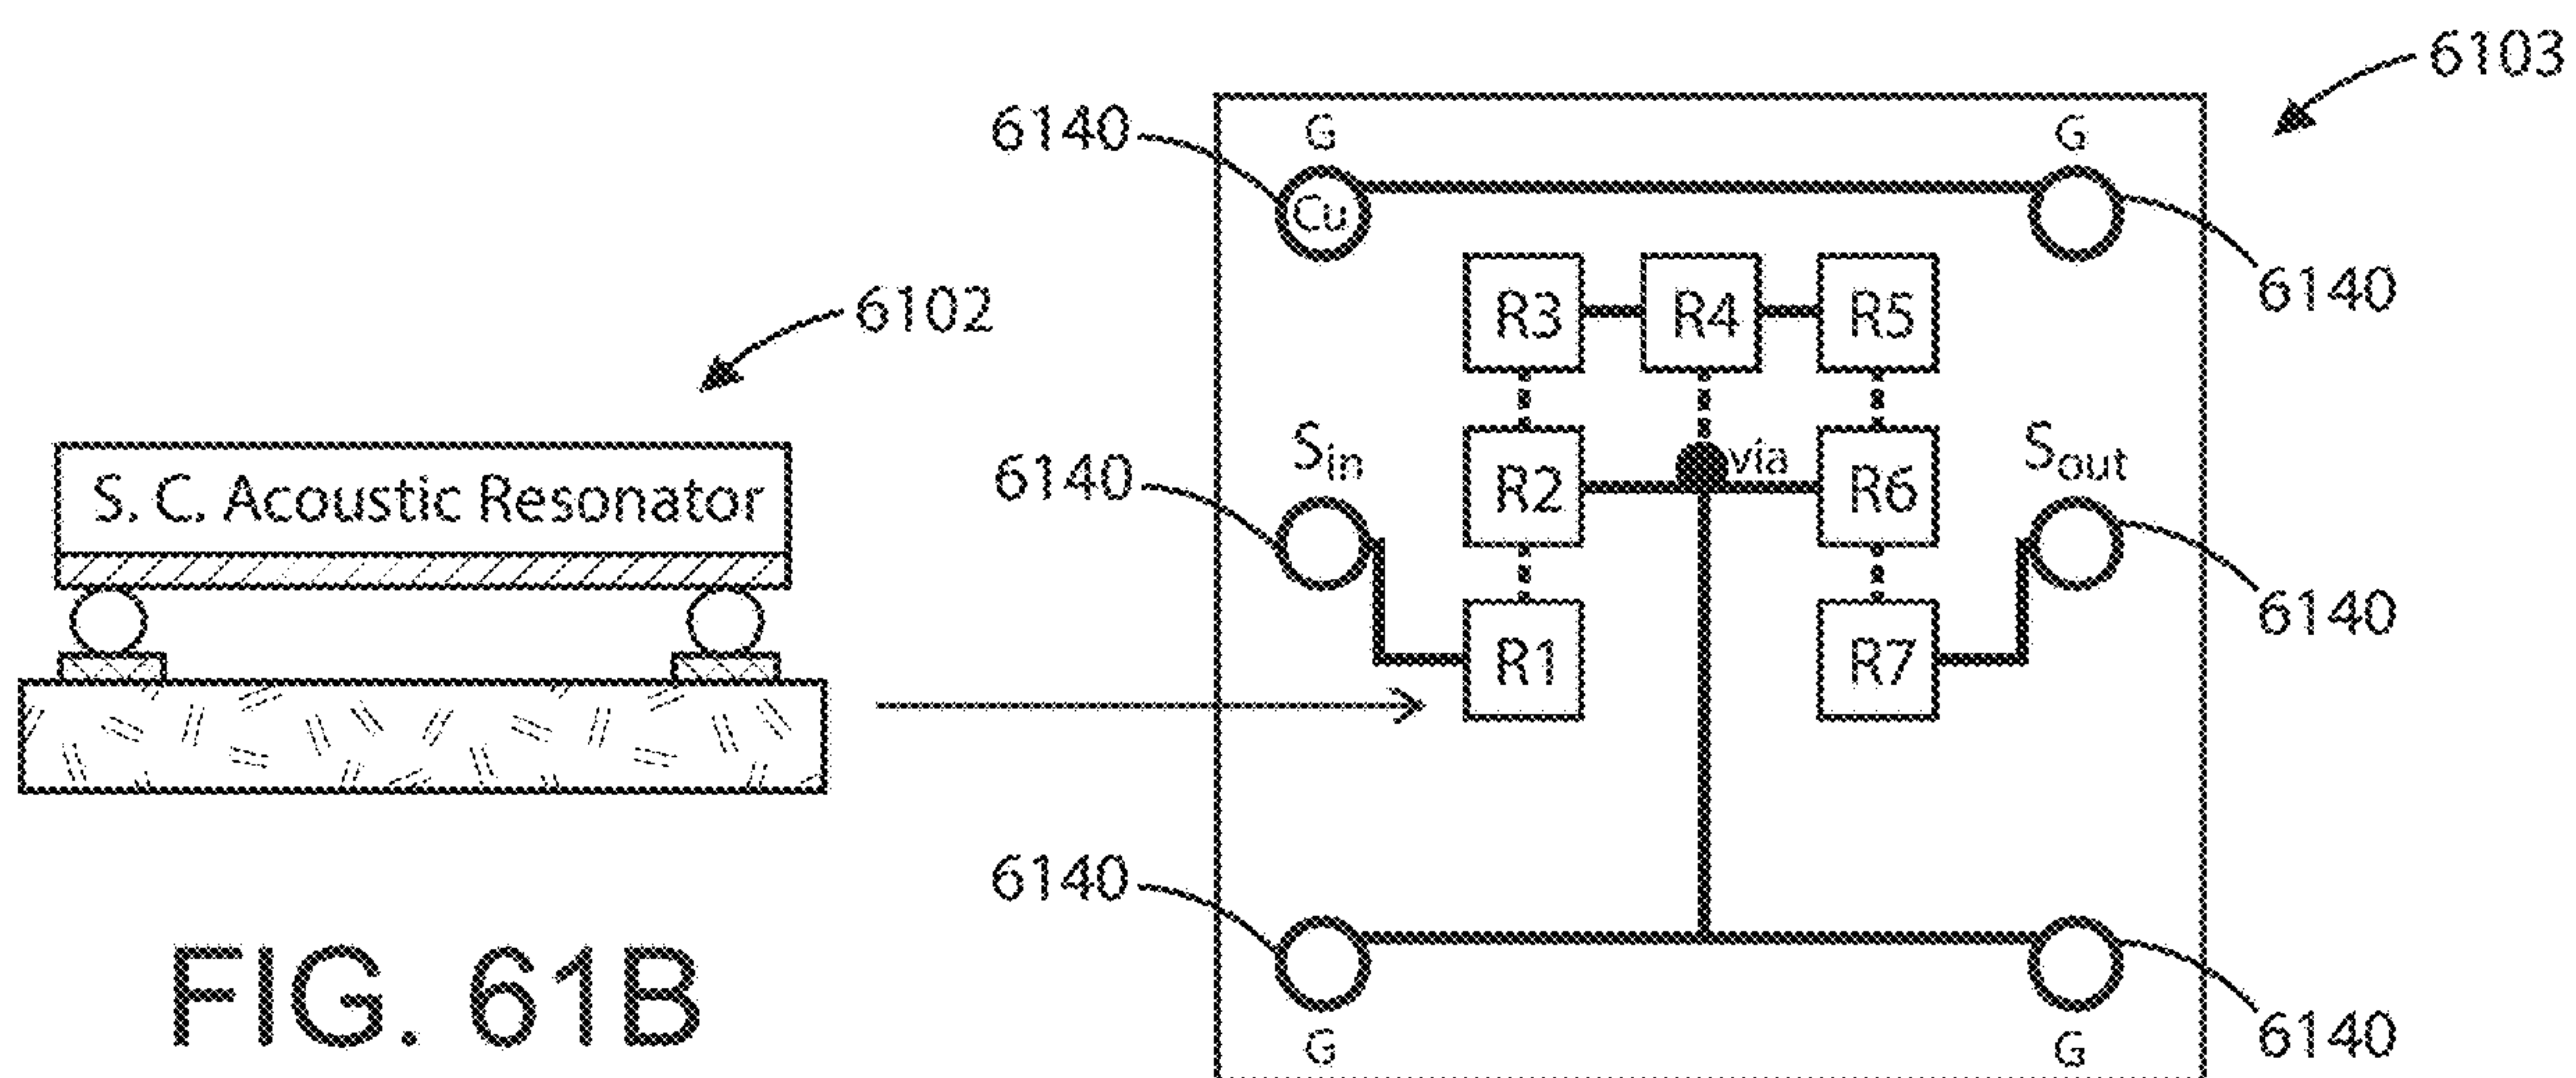 6103
6140 G G
Cu
6102
R3 R4 R5
6140
S. C. Acoustic Resonator
6140 Sin R2 via R6 Sout
6140
R1 R7
6140
FIG. 61B
G G
6140